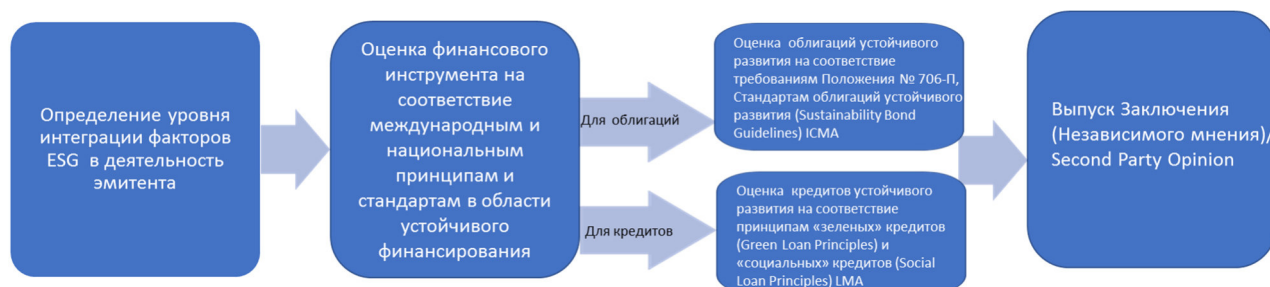 Определение уровня
интеграции факторов
ESG в деятельность
эмитента
Оценка финансового
инструмента на
соответствие
международным и
национальным
принципам и
стандартам в области
устойчивого
финансирования
Для облигаций
Оценка облигаций устойчивого
развития на соответствие
требованиям Положения № 706-П,
Стандартам облигаций устойчивого
развития (Sustainability Bond
Guidelines) ICMA
Для кредитов
Оценка кредитов устойчивого
развития на соответствие
принципам «зеленых» кредитов
(Green Loan Principles) и
«социальных» кредитов (Social
Loan Principles) LMA
Выпуск Заключения
(Независимого мнения)/
Second Party Opinion